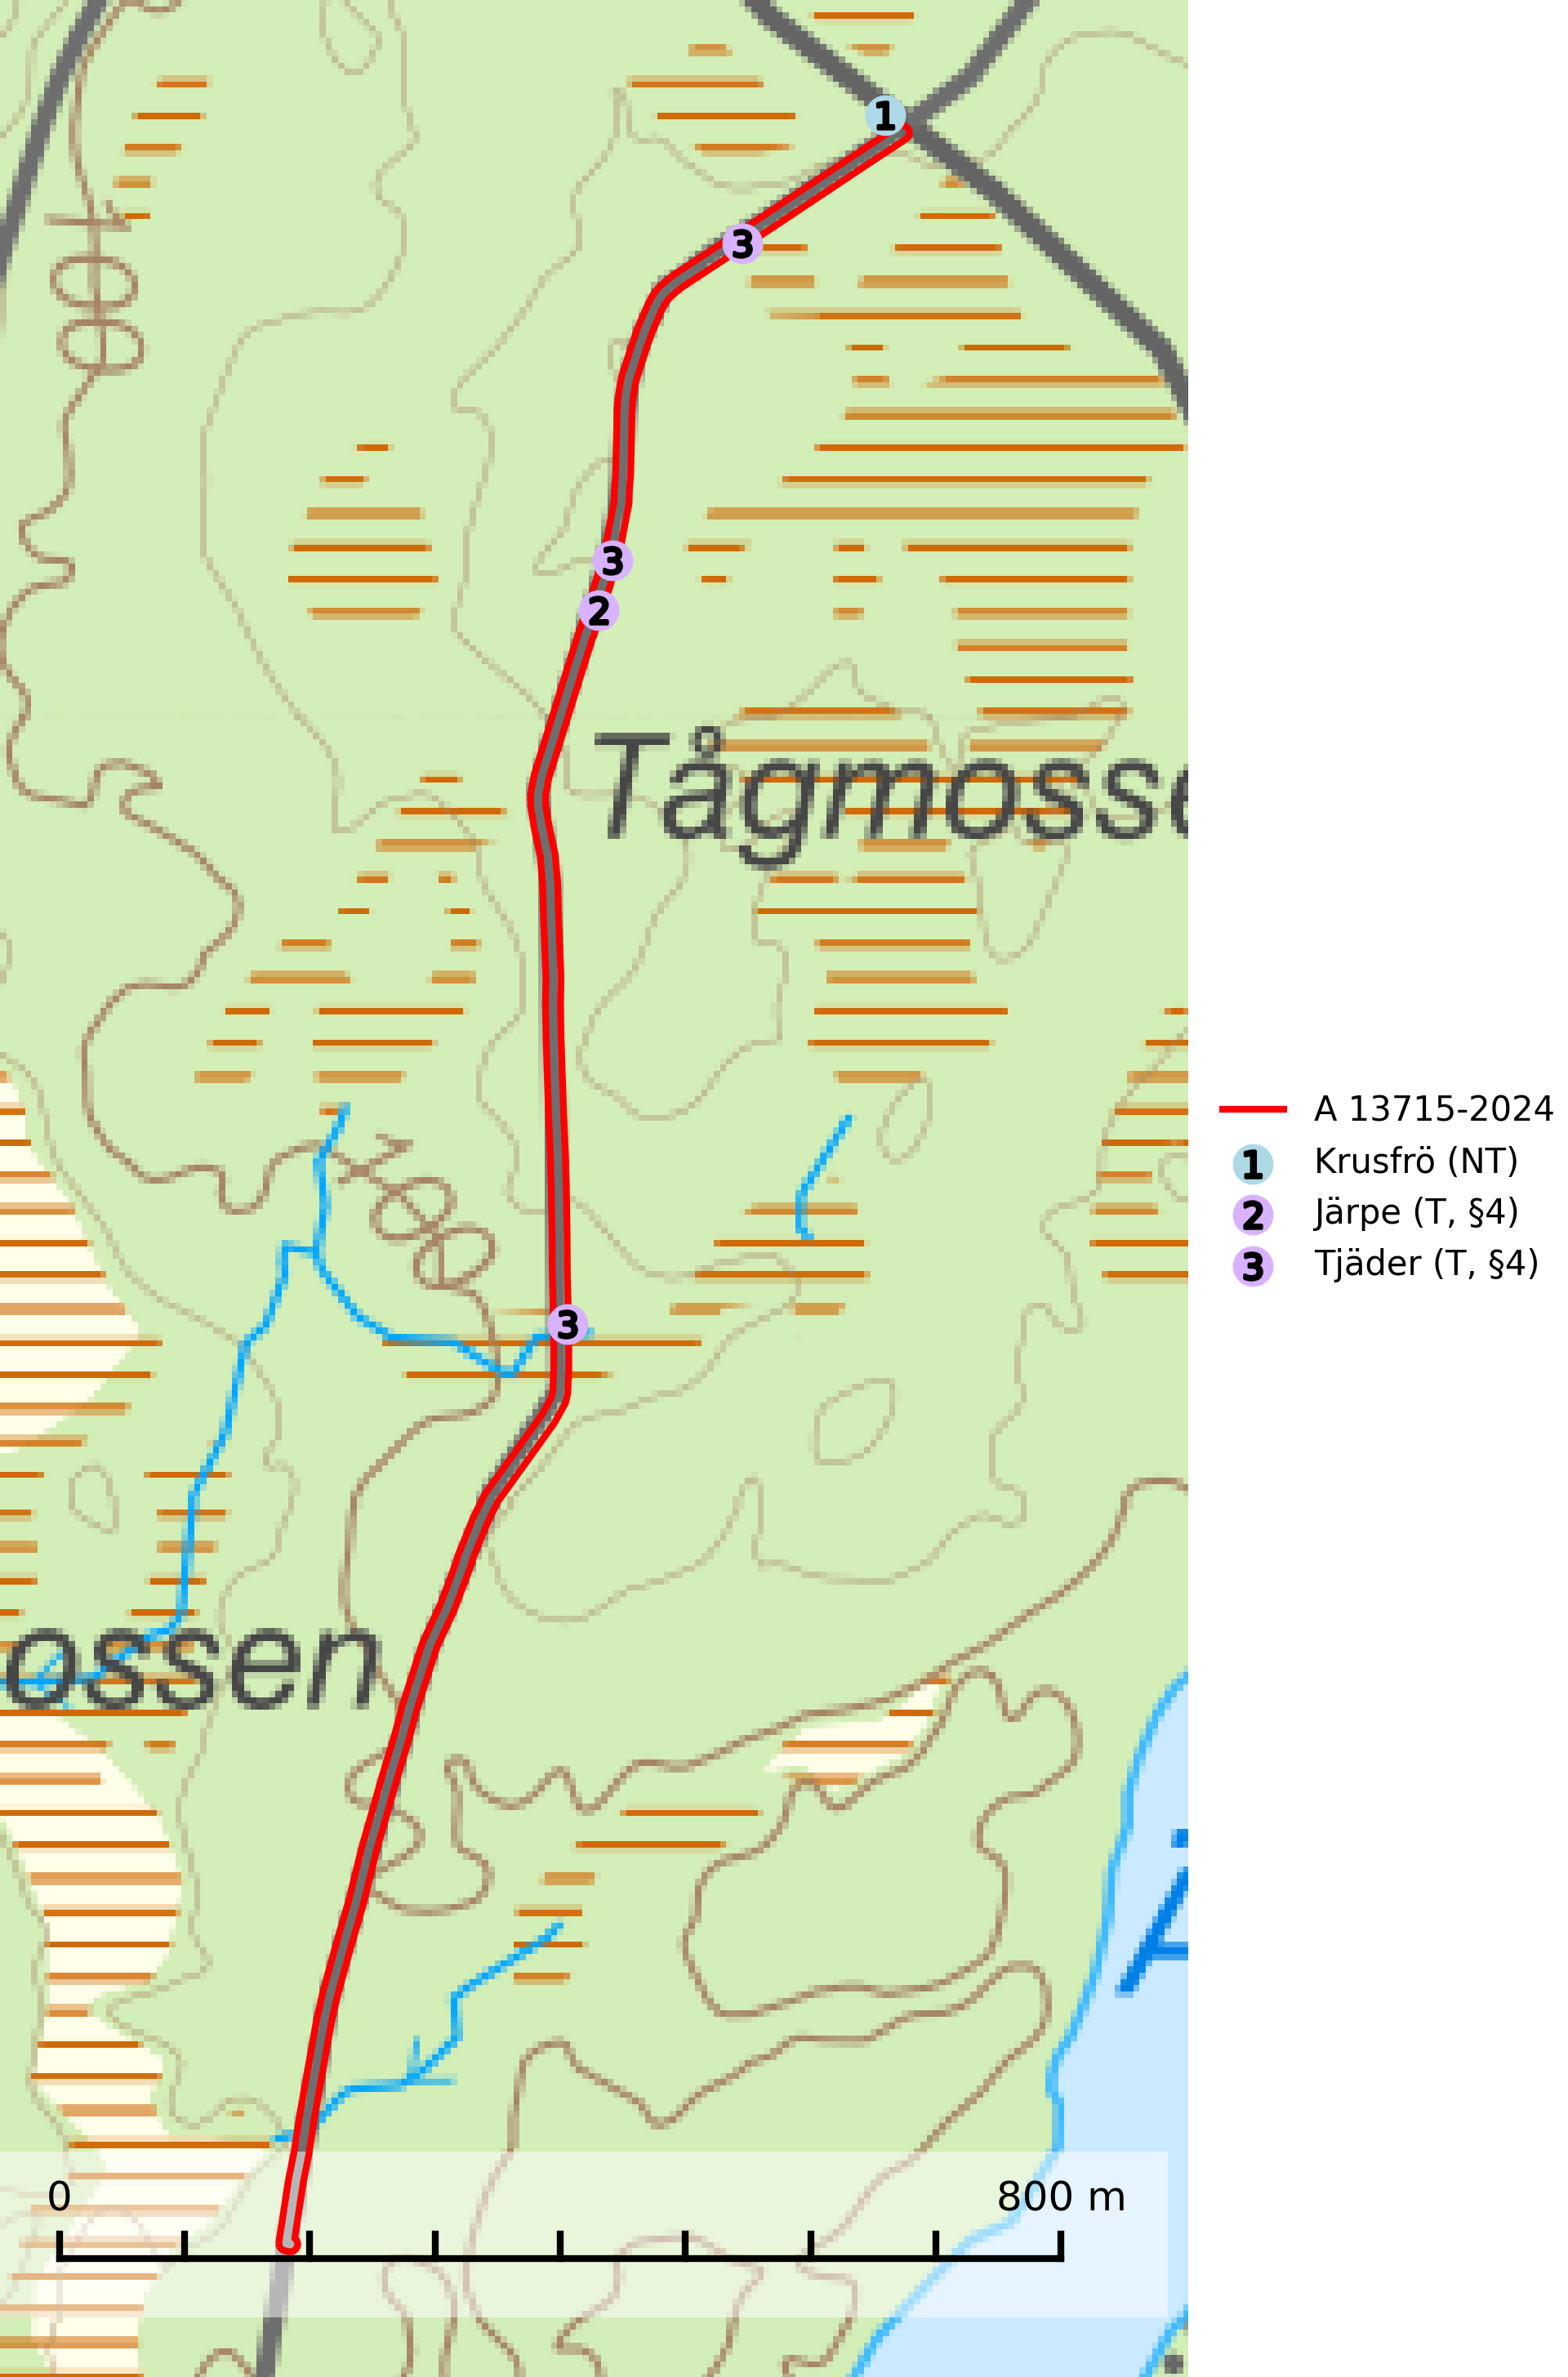 1
3
100
3
2
Tågmosse
100
3
ossen
A
0
800 m
A 13715-2024
1 Krusfrö (NT)
2 Järpe (T, §4)
3 Tjäder (T, §4)